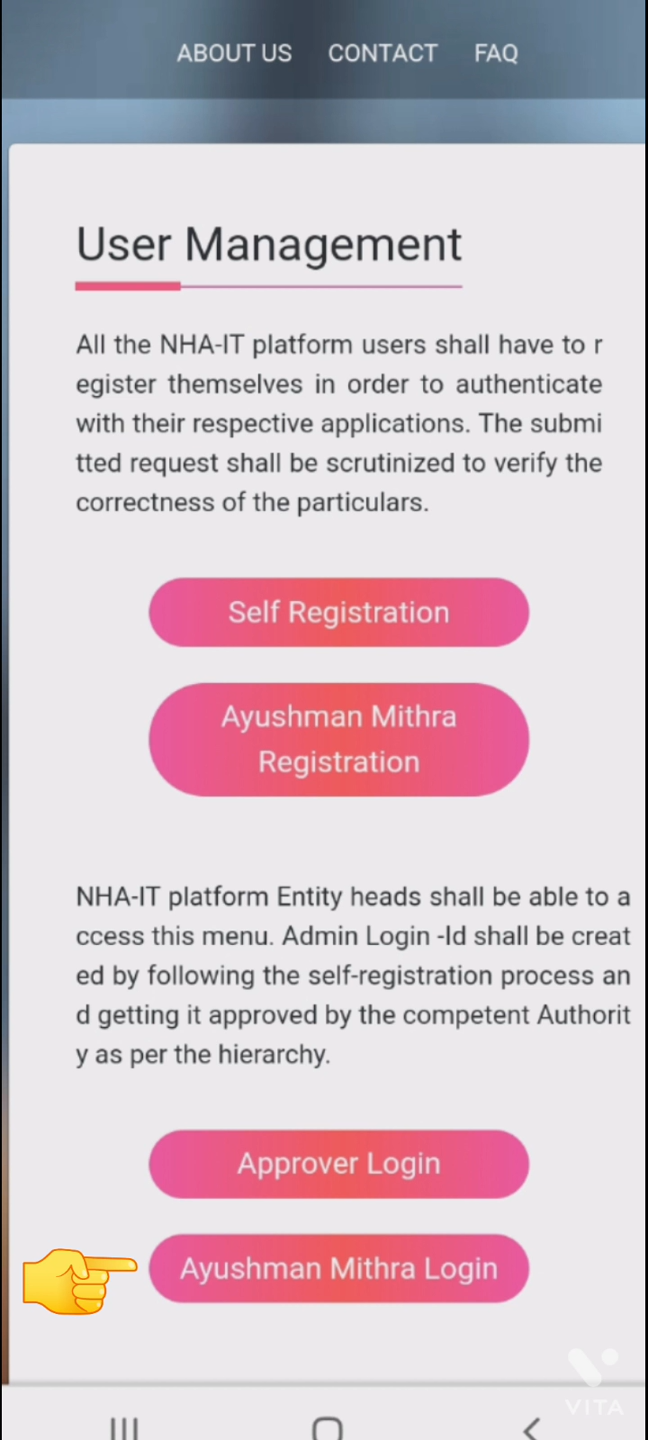 ABOUT US CONTACT FAQ
User Management
All the NHA-IT platform users shall have to r
egister themselves in order to authenticate
with their respective applications. The submi
tted request shall be scrutinized to verify the
correctness of the particulars.
Self Registration
Ayushman Mithra
Registration
NHA-IT platform Entity heads shall be able to a
ccess this menu. Admin Login -Id shall be creat
ed by following the self-registration process an
d getting it approved by the competent Authorit
y as per the hierarchy.
Approver Login
Ayushman Mithra Login
VITA